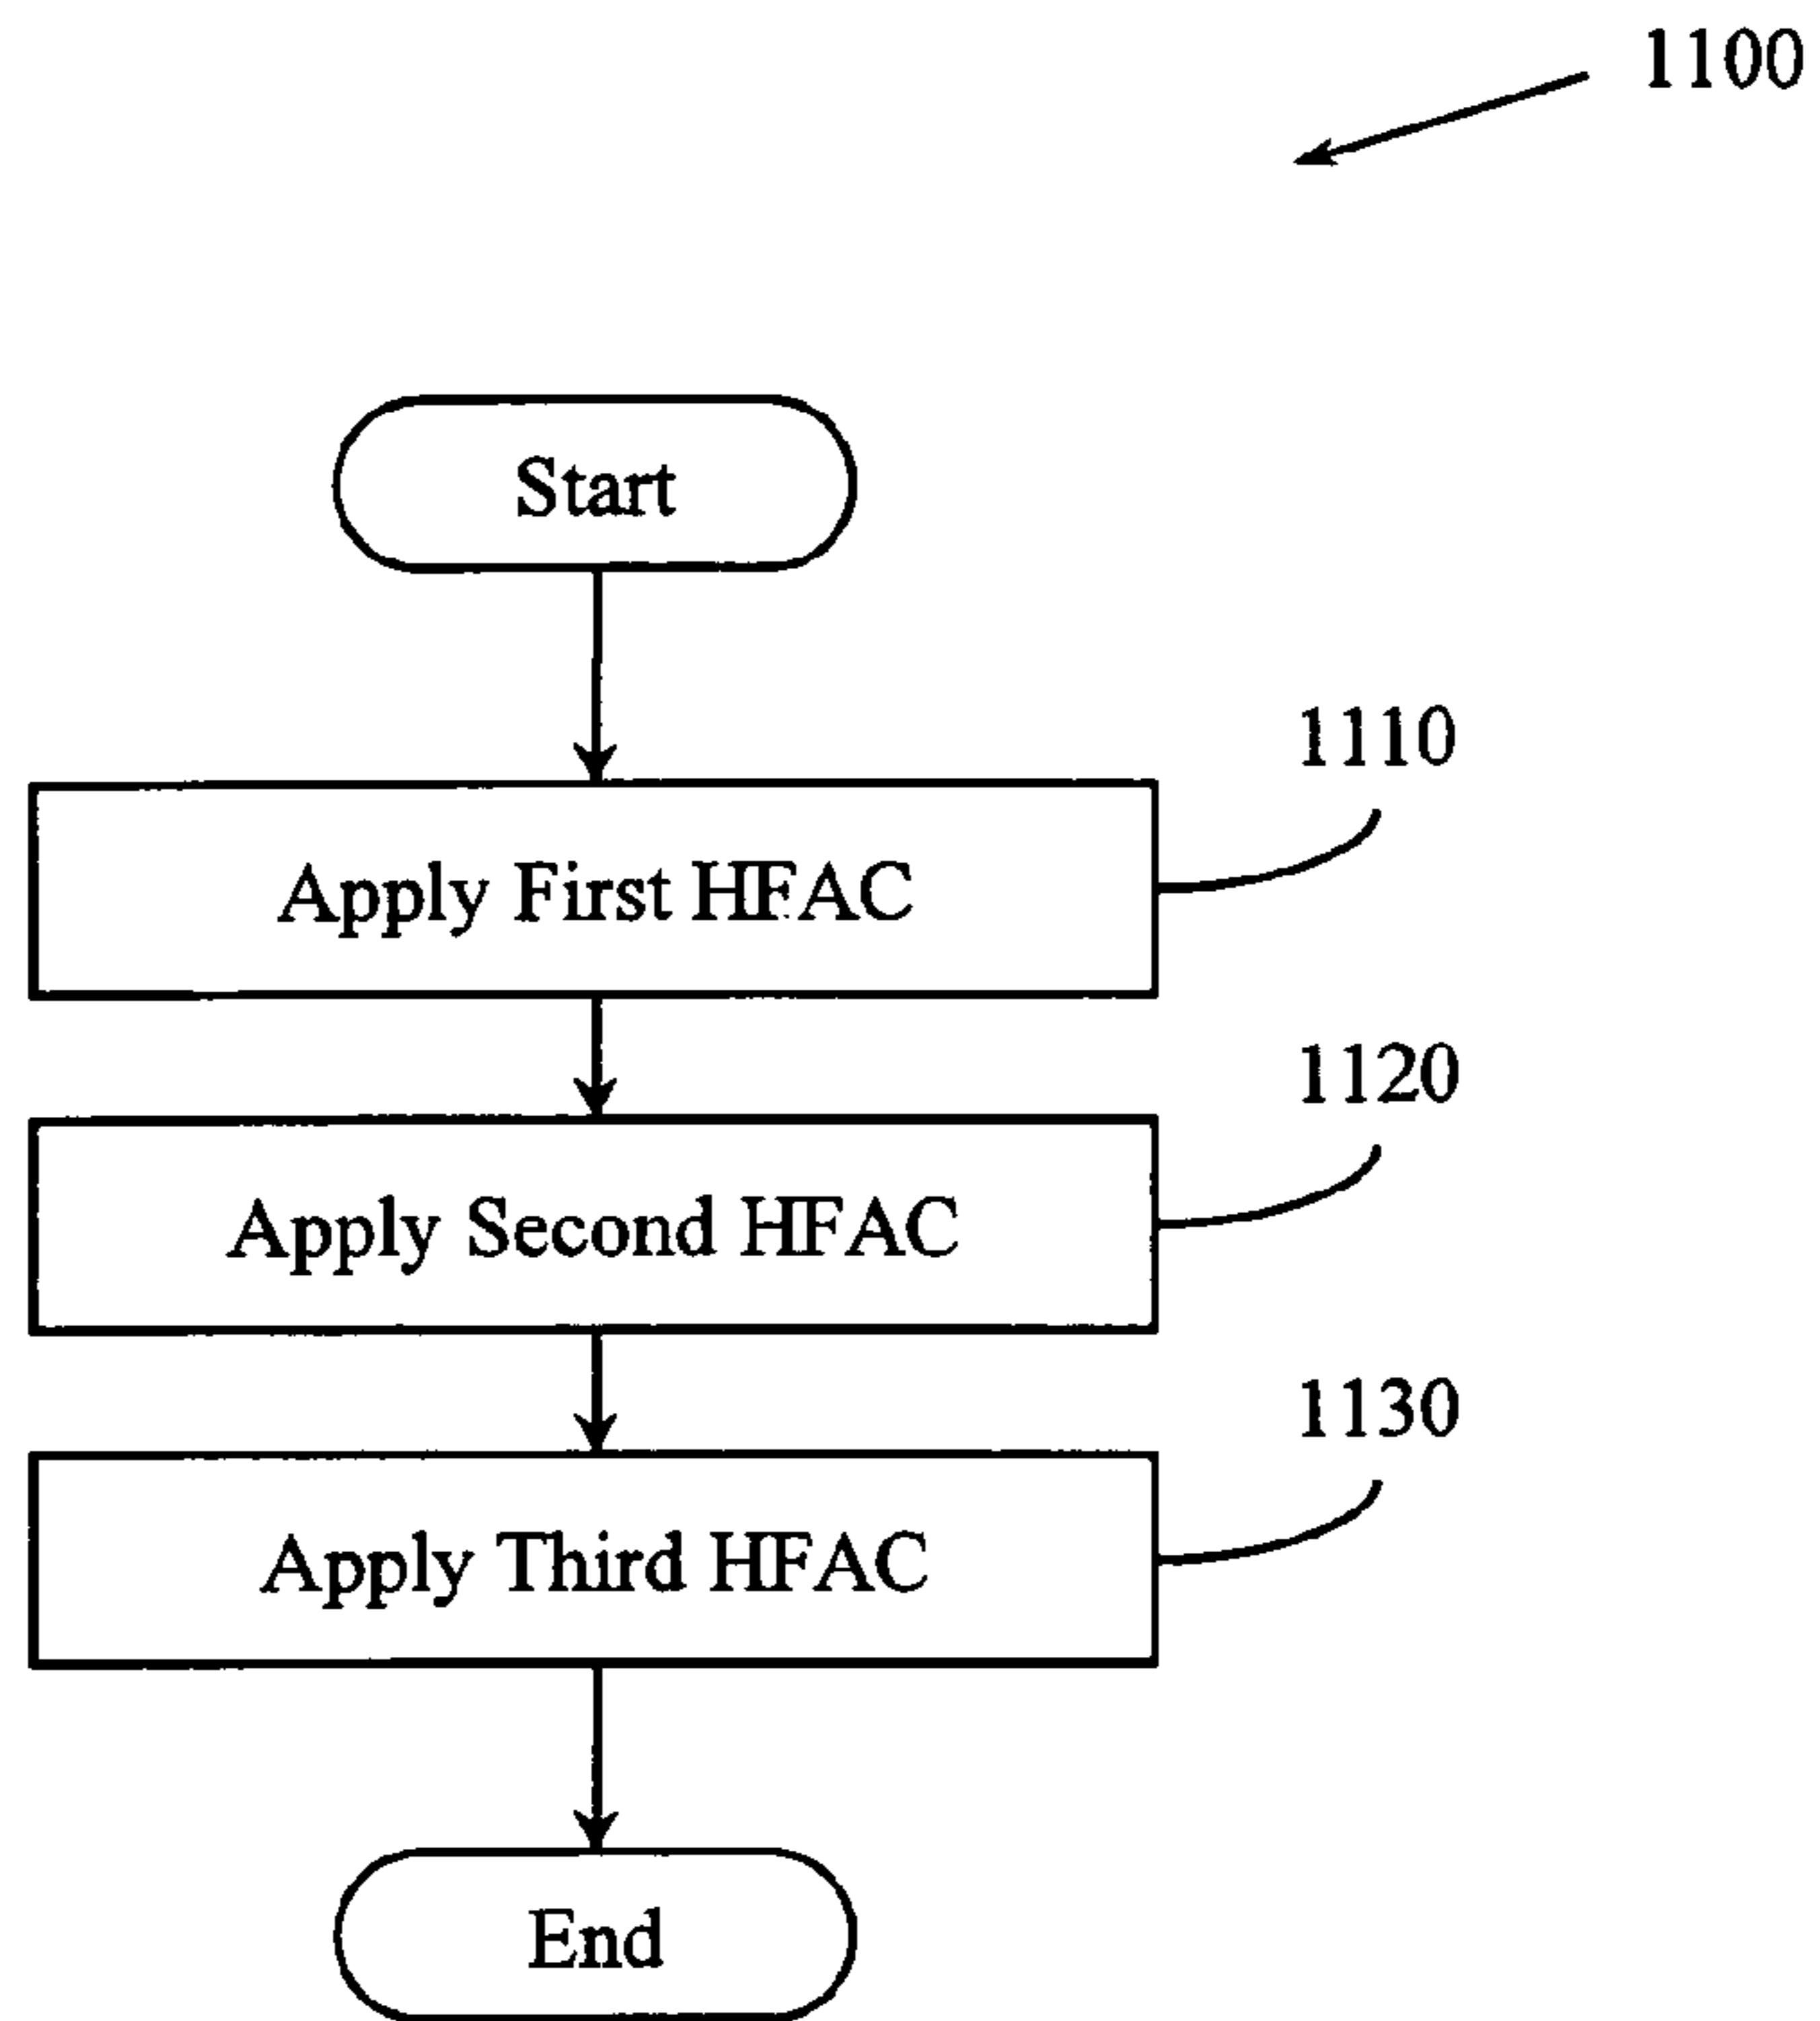 1100
Start
1110
Apply First HFAC
1120
Apply Second HFAC
1130
Apply Third HFAC
End